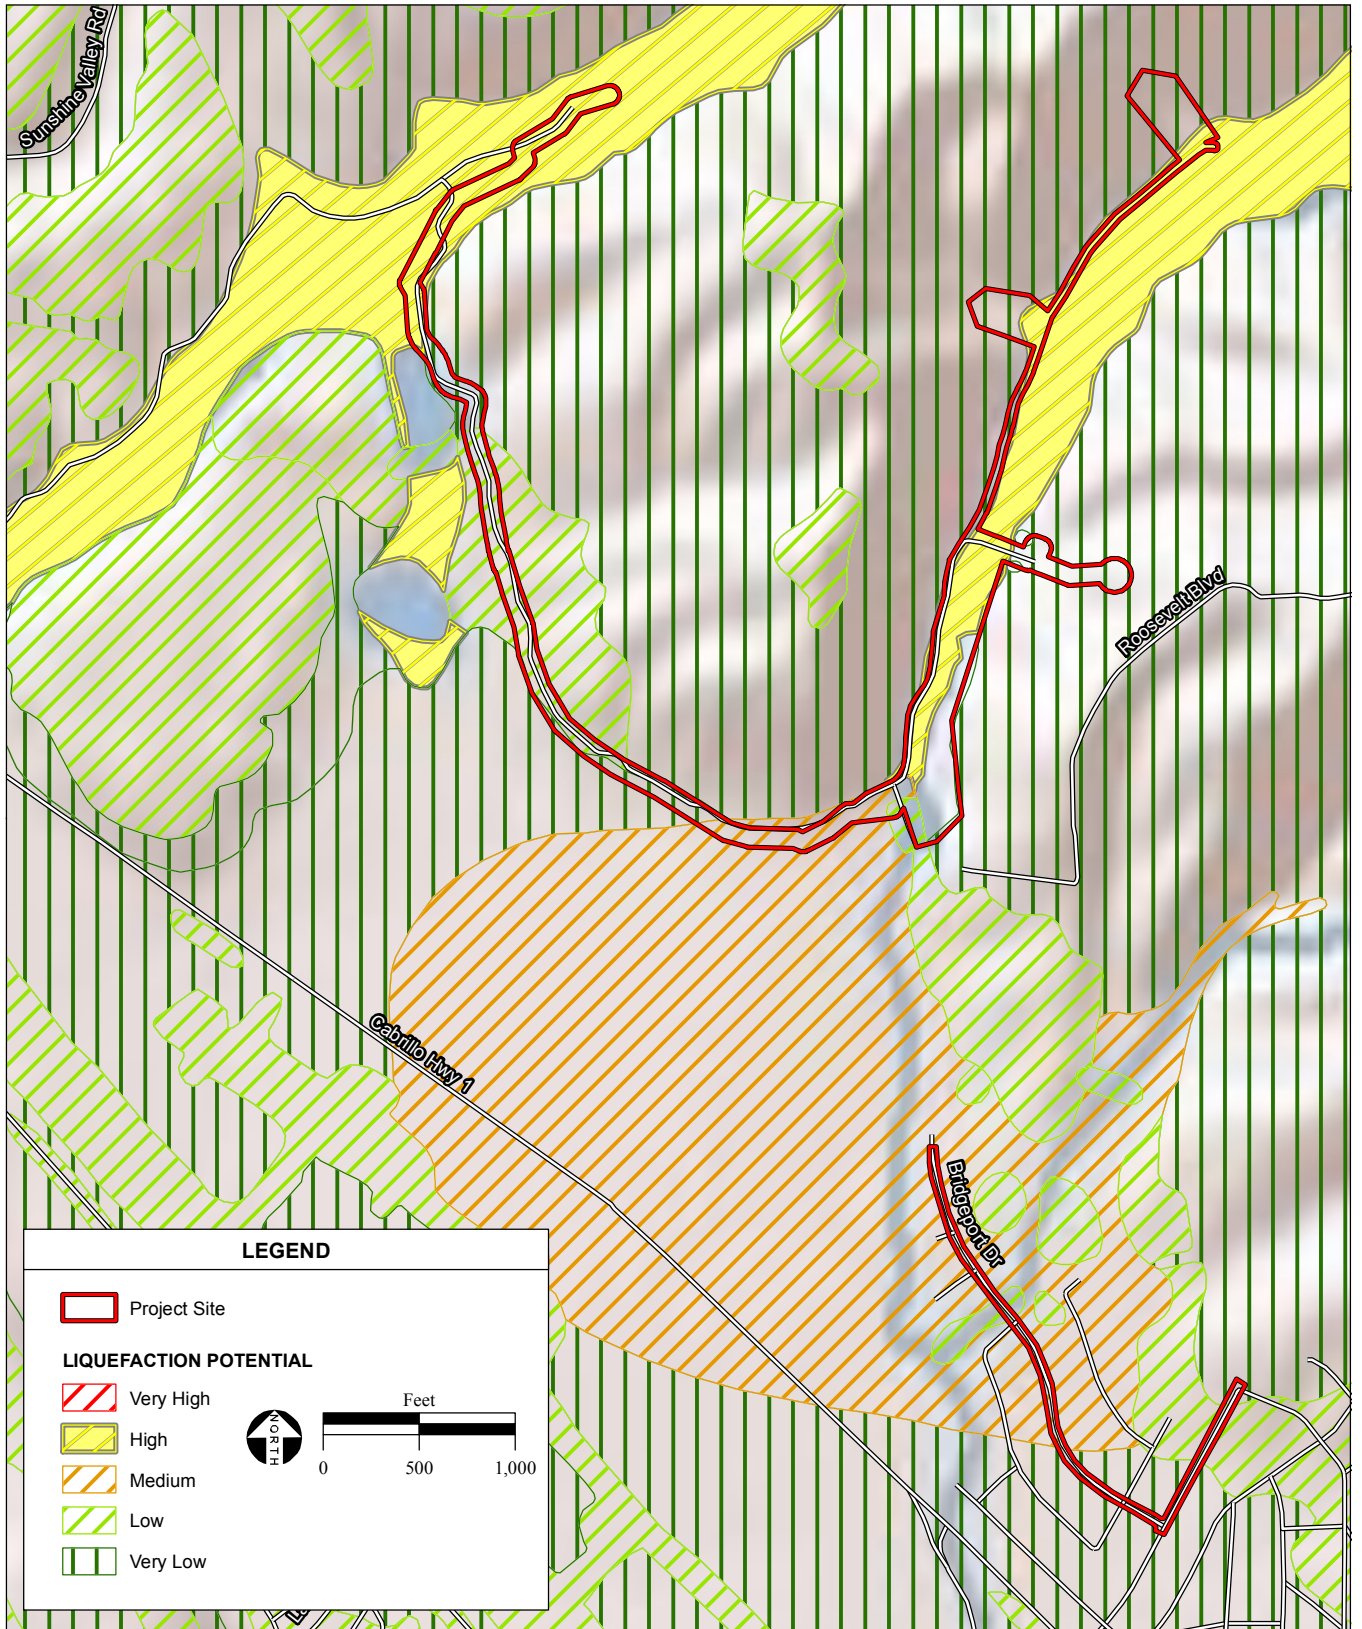 Sunshine Valley Rd
Roosevelt Blvd
Cabrillo Hwy 1
Bridgeport Dr
LEGEND
Project Site
LIQUEFACTION POTENTIAL
Very High
High
Medium
Low
Very Low
NORTH
Feet
0 500 1,000